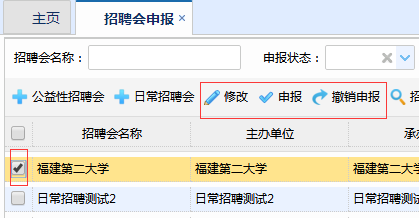 主页 招聘会申报 ×
招聘会名称： 申报状态：
公益性招聘会 日常招聘会 修改 申报 撤销申报
招聘会名称 主办单位
福建第二大学 福建第二大学 福建第二
日常招聘测试2 日常招聘测试2 日常招聘